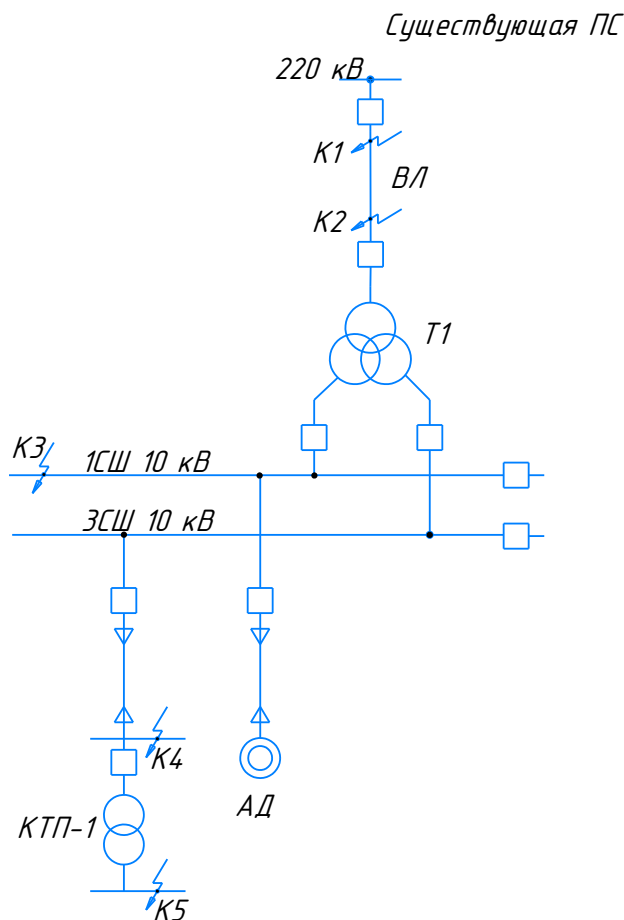 Существующая ПС
220 кВ
К1
ВЛ
К2
Т1
К3
1СШ 10 кВ
3СШ 10 кВ
К4
АД
КТП-1
К5